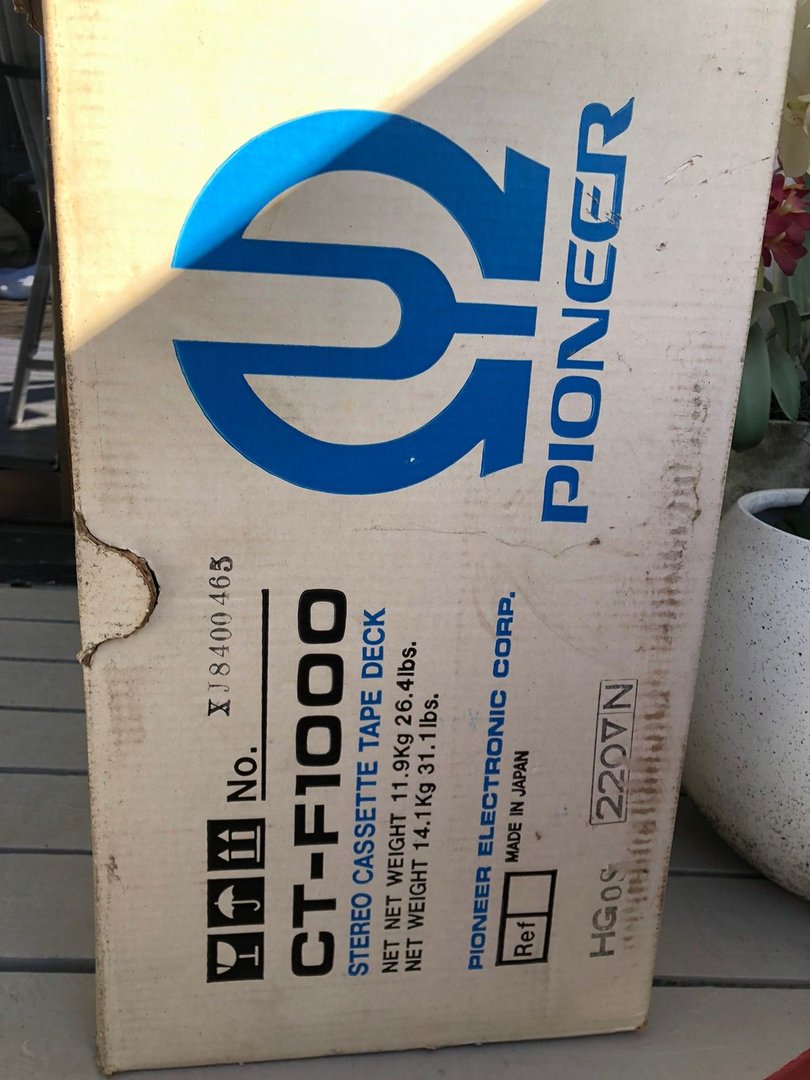 PIONEER
No. XJ8400465
CT-F1000
STEREO CASSETTE TAPE DECK
NET NET WEIGHT 11.9Kg 26.4lbs.
NET WEIGHT 14.1Kg 31.1lbs.
PIONEER ELECTRONIC CORP.
Ref
MADE IN JAPAN
220V N